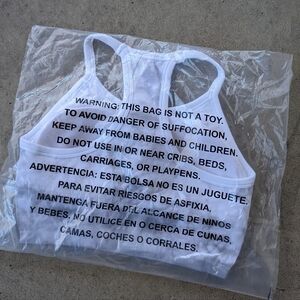 WARNING: THIS BAG IS NOT A TOY.
TO AVOID DANGER OF SUFFOCATION,
KEEP AWAY FROM BABIES AND CHILDREN.
DO NOT USE IN OR NEAR CRIBS, BEDS,
CARRIAGES, OR PLAYPENS.
ADVERTENCIA: ESTA BOLSA NO ES UN JUGUETE.
PARA EVITAR RIESGOS DE ASFIXIA,
MANTENGA FUERA DEL ALCANCE DE NINOS
Y BEBES, NO UTILICE EN O CERCA DE CUNAS,
CAMAS, COCHES O CORRALES.